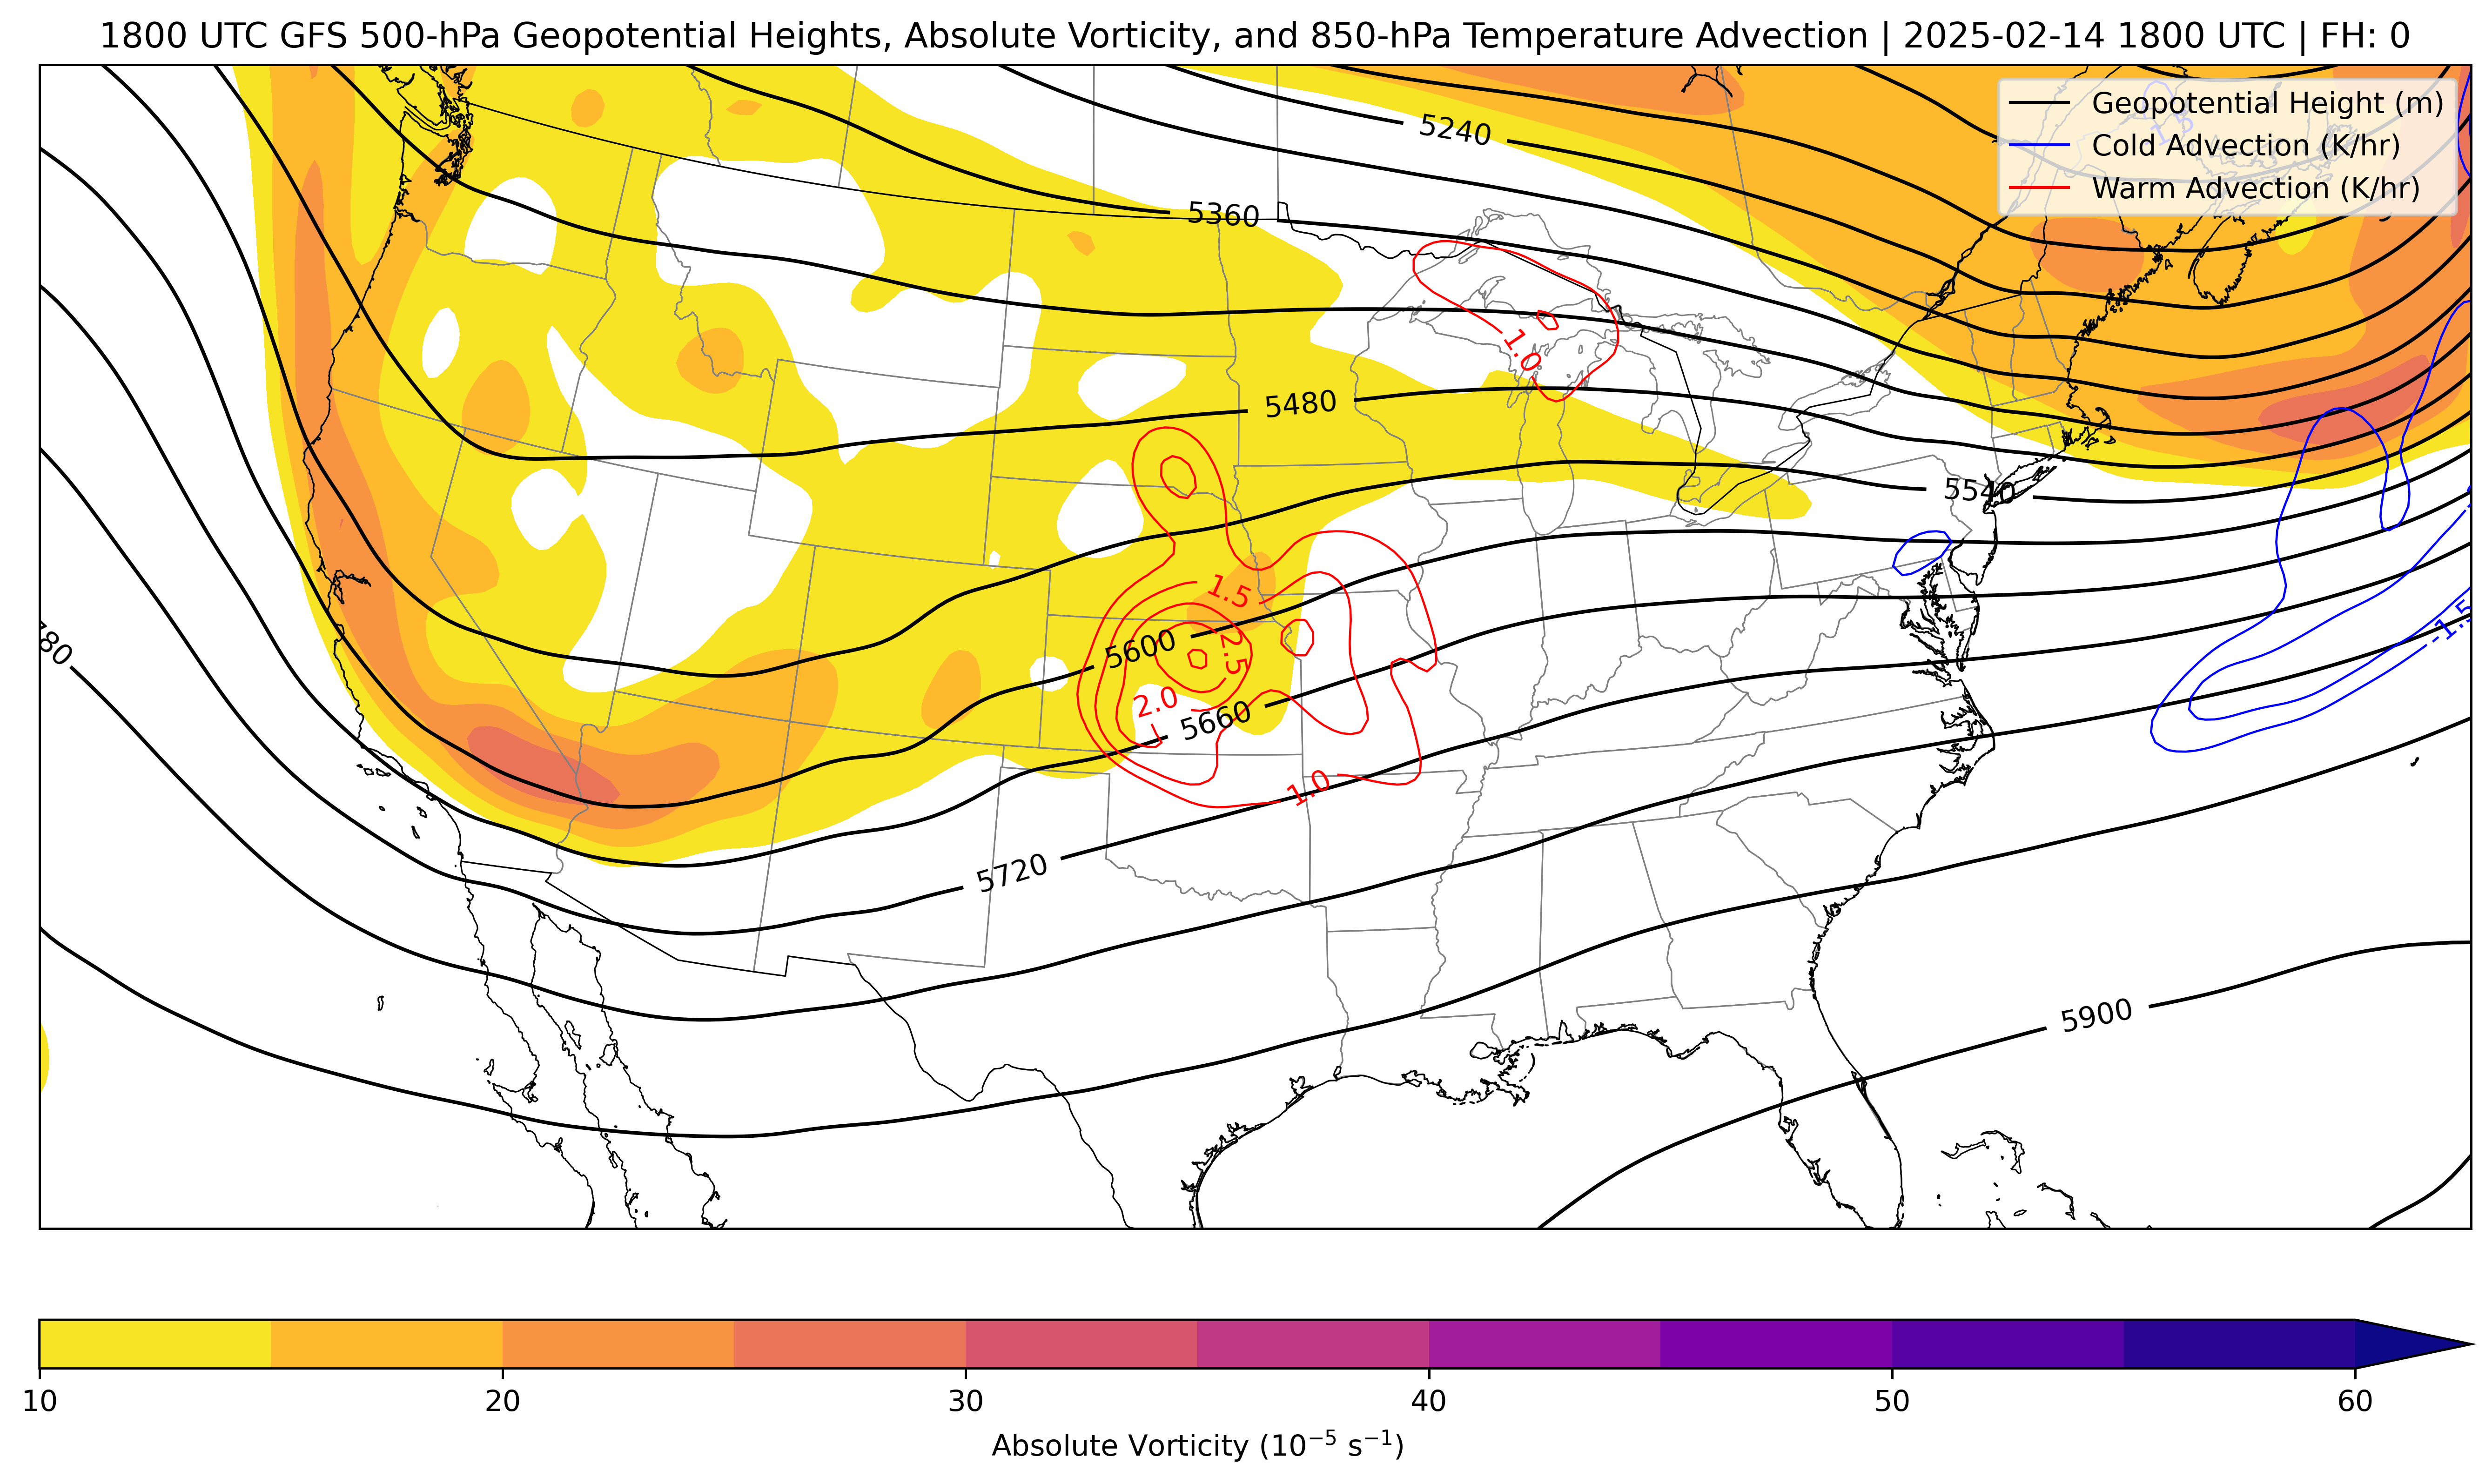 1800 UTC GFS 500-hPa Geopotential Heights, Absolute Vorticity, and 850-hPa Temperature Advection | 2025-02-14 1800 UTC | FH: 0
Geopotential Height (m)
Cold Advection (K/hr)
Warm Advection (K/hr)
5240
5360
1.0
5480
5540
1.5
5600
2.5
-1.5
780
2.0
5660
1.0
5720
5900
10 20 30 40 50 60
Absolute Vorticity (10⁻⁵ s⁻¹)